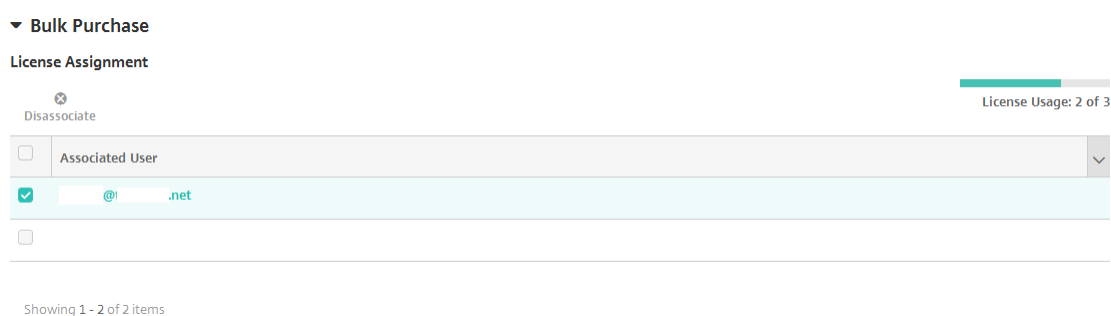 Bulk Purchase
License Assignment
Disassociate
License Usage: 2 of 3
Associated User
@ .net
Showing 1 - 2 of 2 items